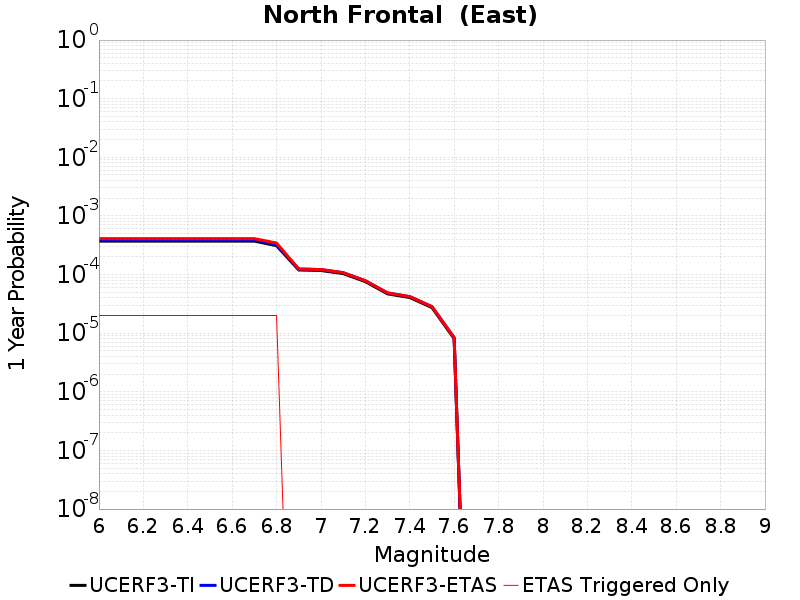 North Frontal  (East)
1 Year Probability
10^0
10^-1
10^-2
10^-3
10^-4
10^-5
10^-6
10^-7
10^-8
6 6.2 6.4 6.6 6.8 7 7.2 7.4 7.6 7.8 8 8.2 8.4 8.6 8.8 9
Magnitude
UCERF3-TI UCERF3-TD UCERF3-ETAS ETAS Triggered Only